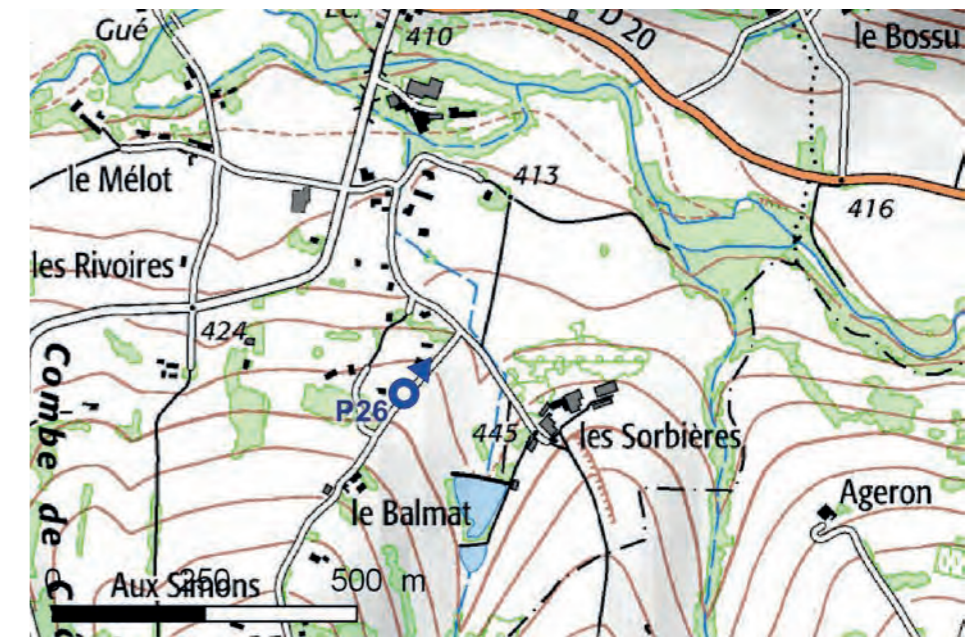 Gué
410
D 20
le Bossu
le Mélot
413
416
les Rivoires
424
Combe de
P26
445
les Sorbières
Ageron
le Balmat
Aux Simons
0 250 500 m